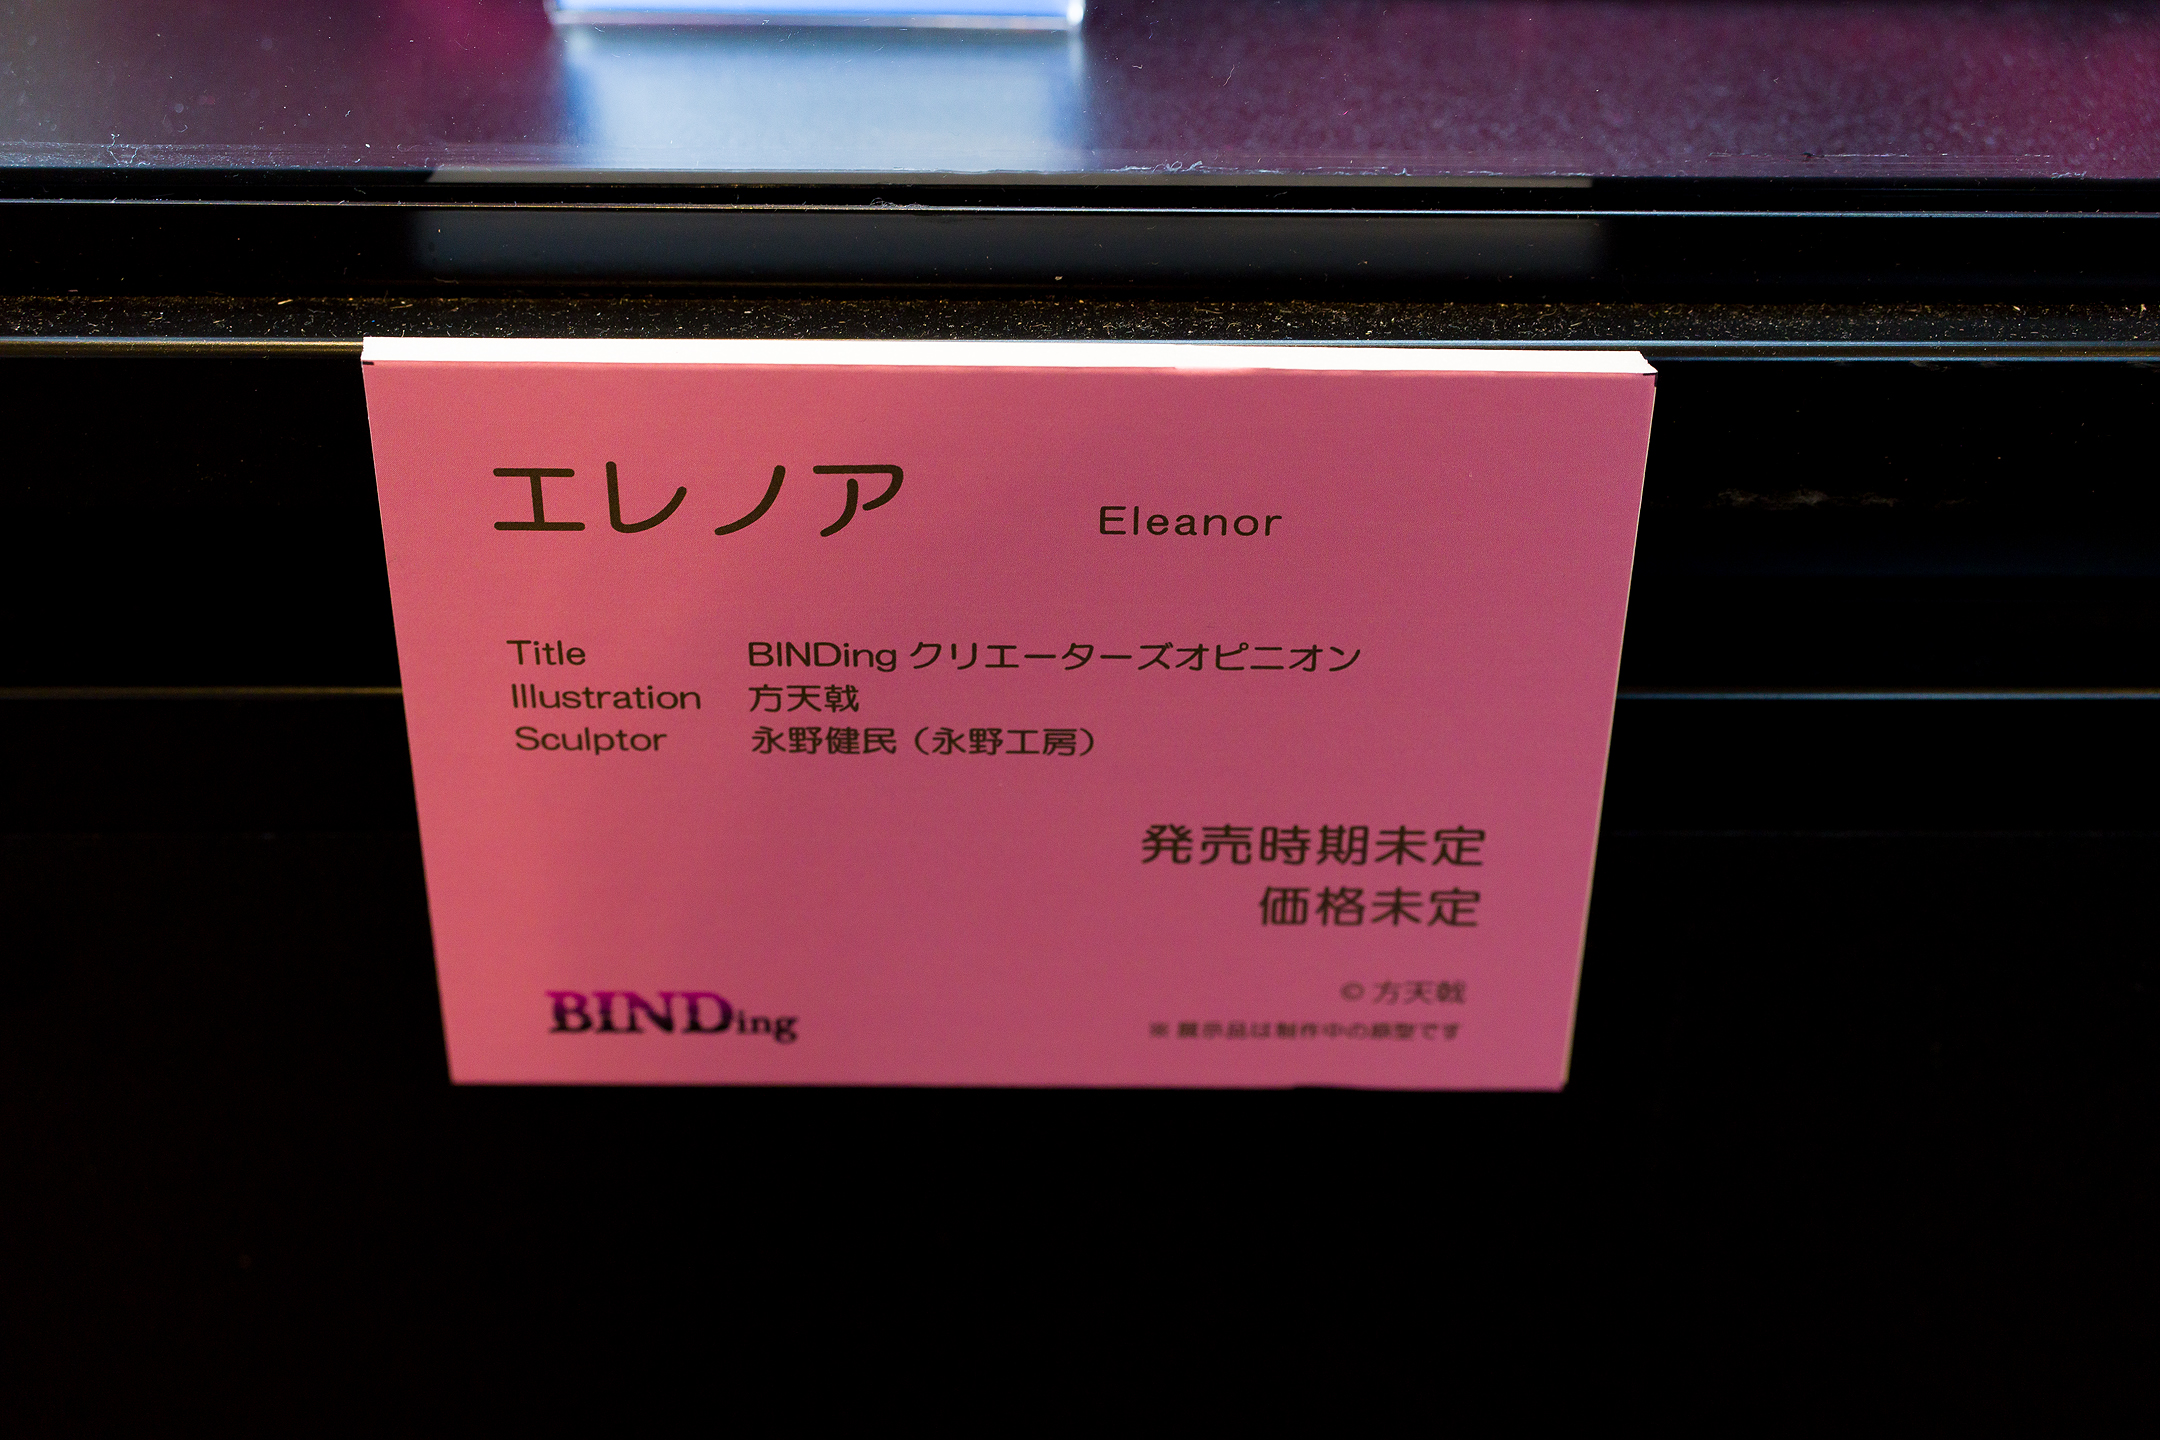 エレノア Eleanor
Title BINDing クリエーターズオピニオン
Illustration 方天戟
Sculptor 永野健民（永野工房）
発売時期未定
価格未定
© 方天戟
※ 展示品は制作中の原型です
BINDing